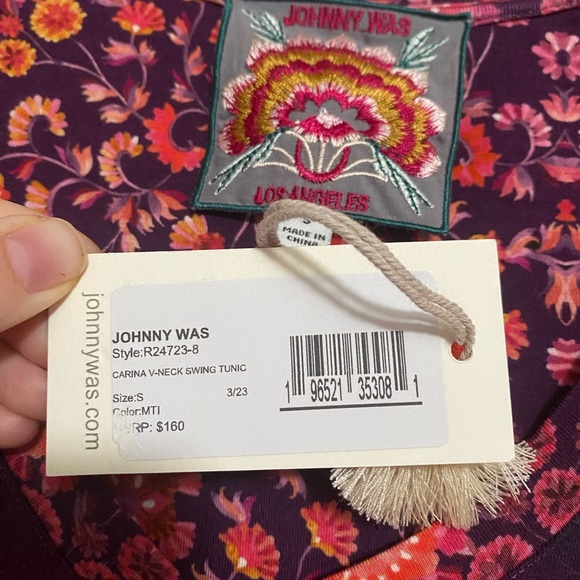 JOHNNY WAS
LOS ANGELES
S
MADE IN
CHINA
johnnywas.com
JOHNNY WAS
Style:R24723-8
CARINA V-NECK SWING TUNIC
Size:S 3/23
Color:MTI
MSRP: $160
1 96521 35308 1